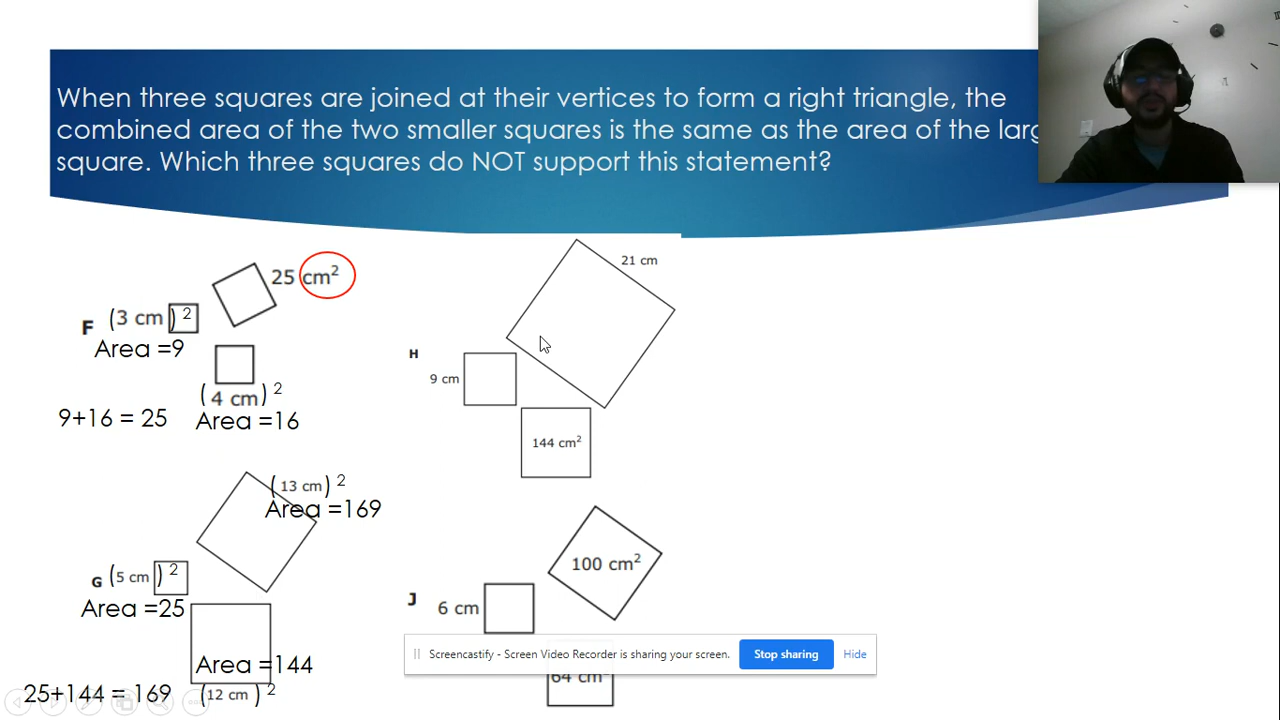 When three squares are joined at their vertices to form a right triangle, the
combined area of the two smaller squares is the same as the area of the
square. Which three squares do NOT support this statement?
25 cm²
F (3 cm )²
Area =9
(4 cm )²
9+16 = 25
Area =16
21 cm
H
9 cm
144 cm²
(13 cm)²
Area =169
G (5 cm )²
Area =25
Area =144
25+144 = 169
(12 cm )²
100 cm²
J
6 cm
64 cm
Screencastify - Screen Video Recorder is sharing your screen.
Stop sharing
Hide